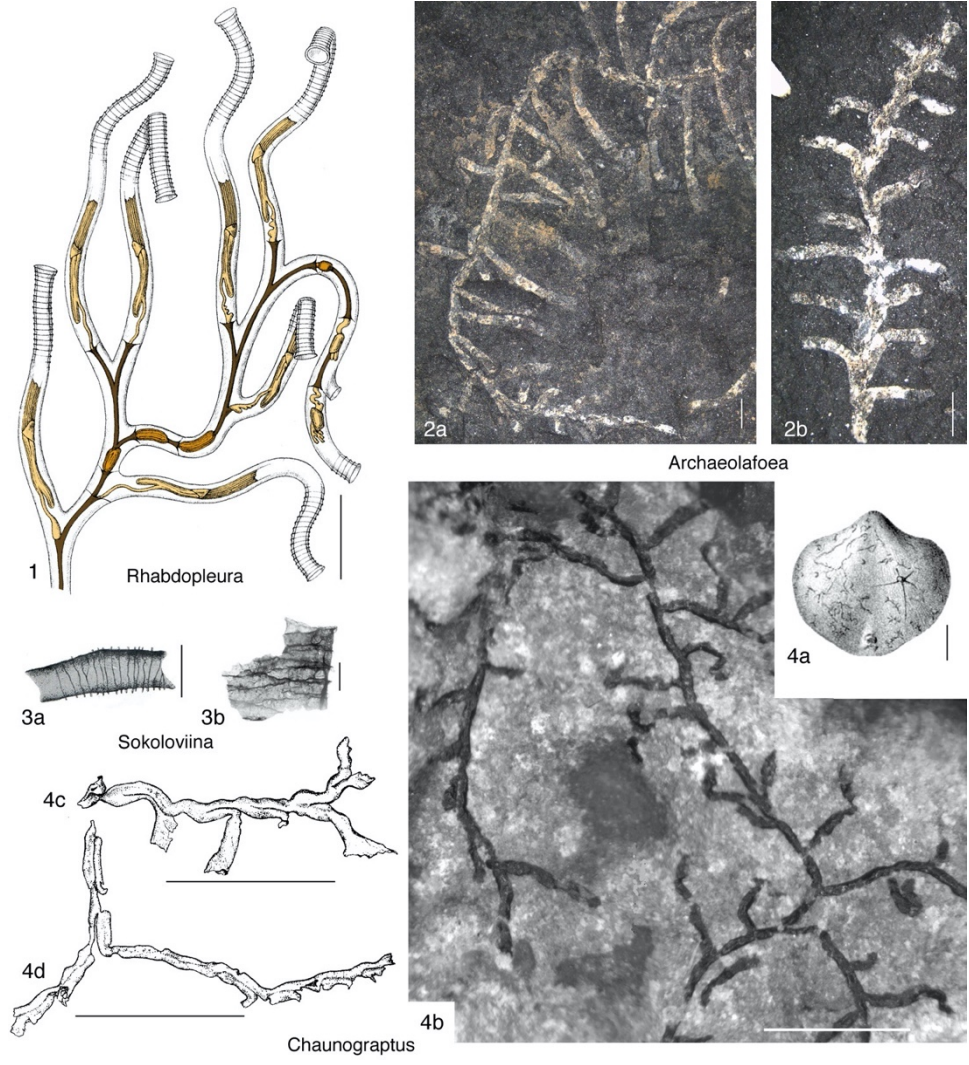 1
Rhabdopleura
2a
2b
Archaeolafoea
3a
3b
Sokoloviina
4a
4b
4c
4d
Chaunograptus